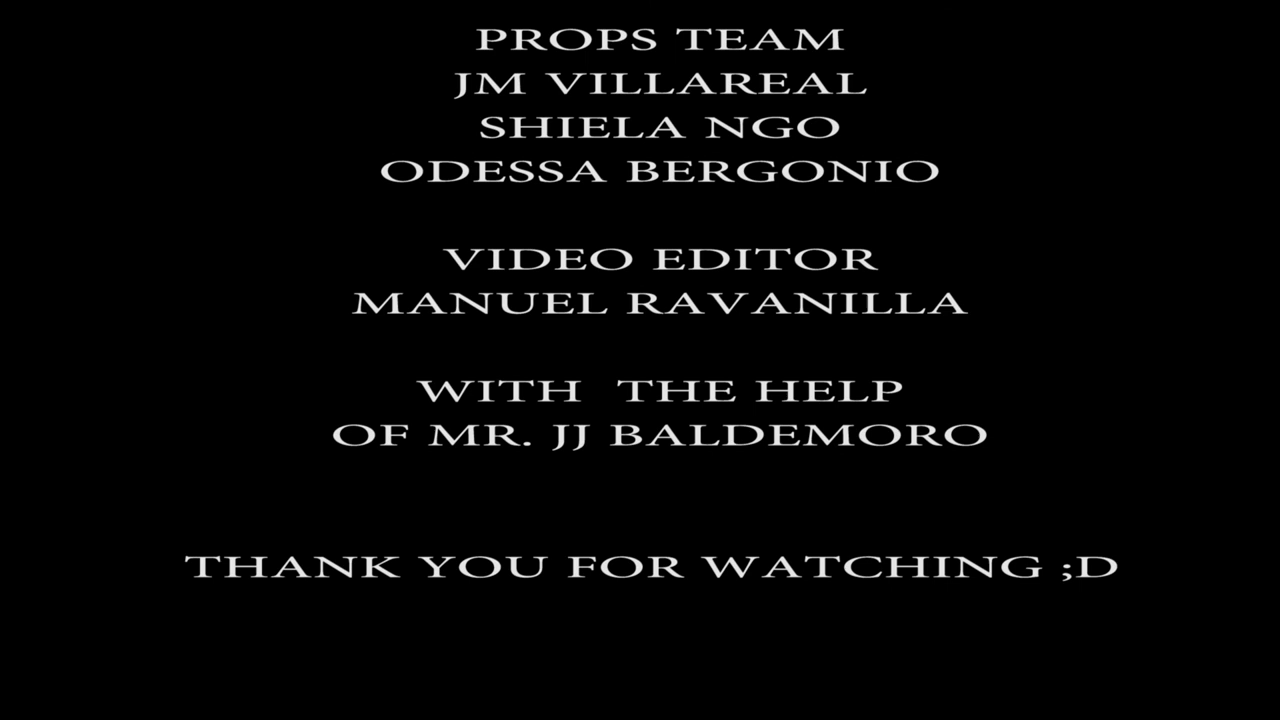 PROPS TEAM
JM VILLAREAL
SHIELA NGO
ODESSA BERGONIO
VIDEO EDITOR
MANUEL RAVANILLA
WITH  THE HELP
OF MR. JJ BALDEMORO
THANK YOU FOR WATCHING ;D